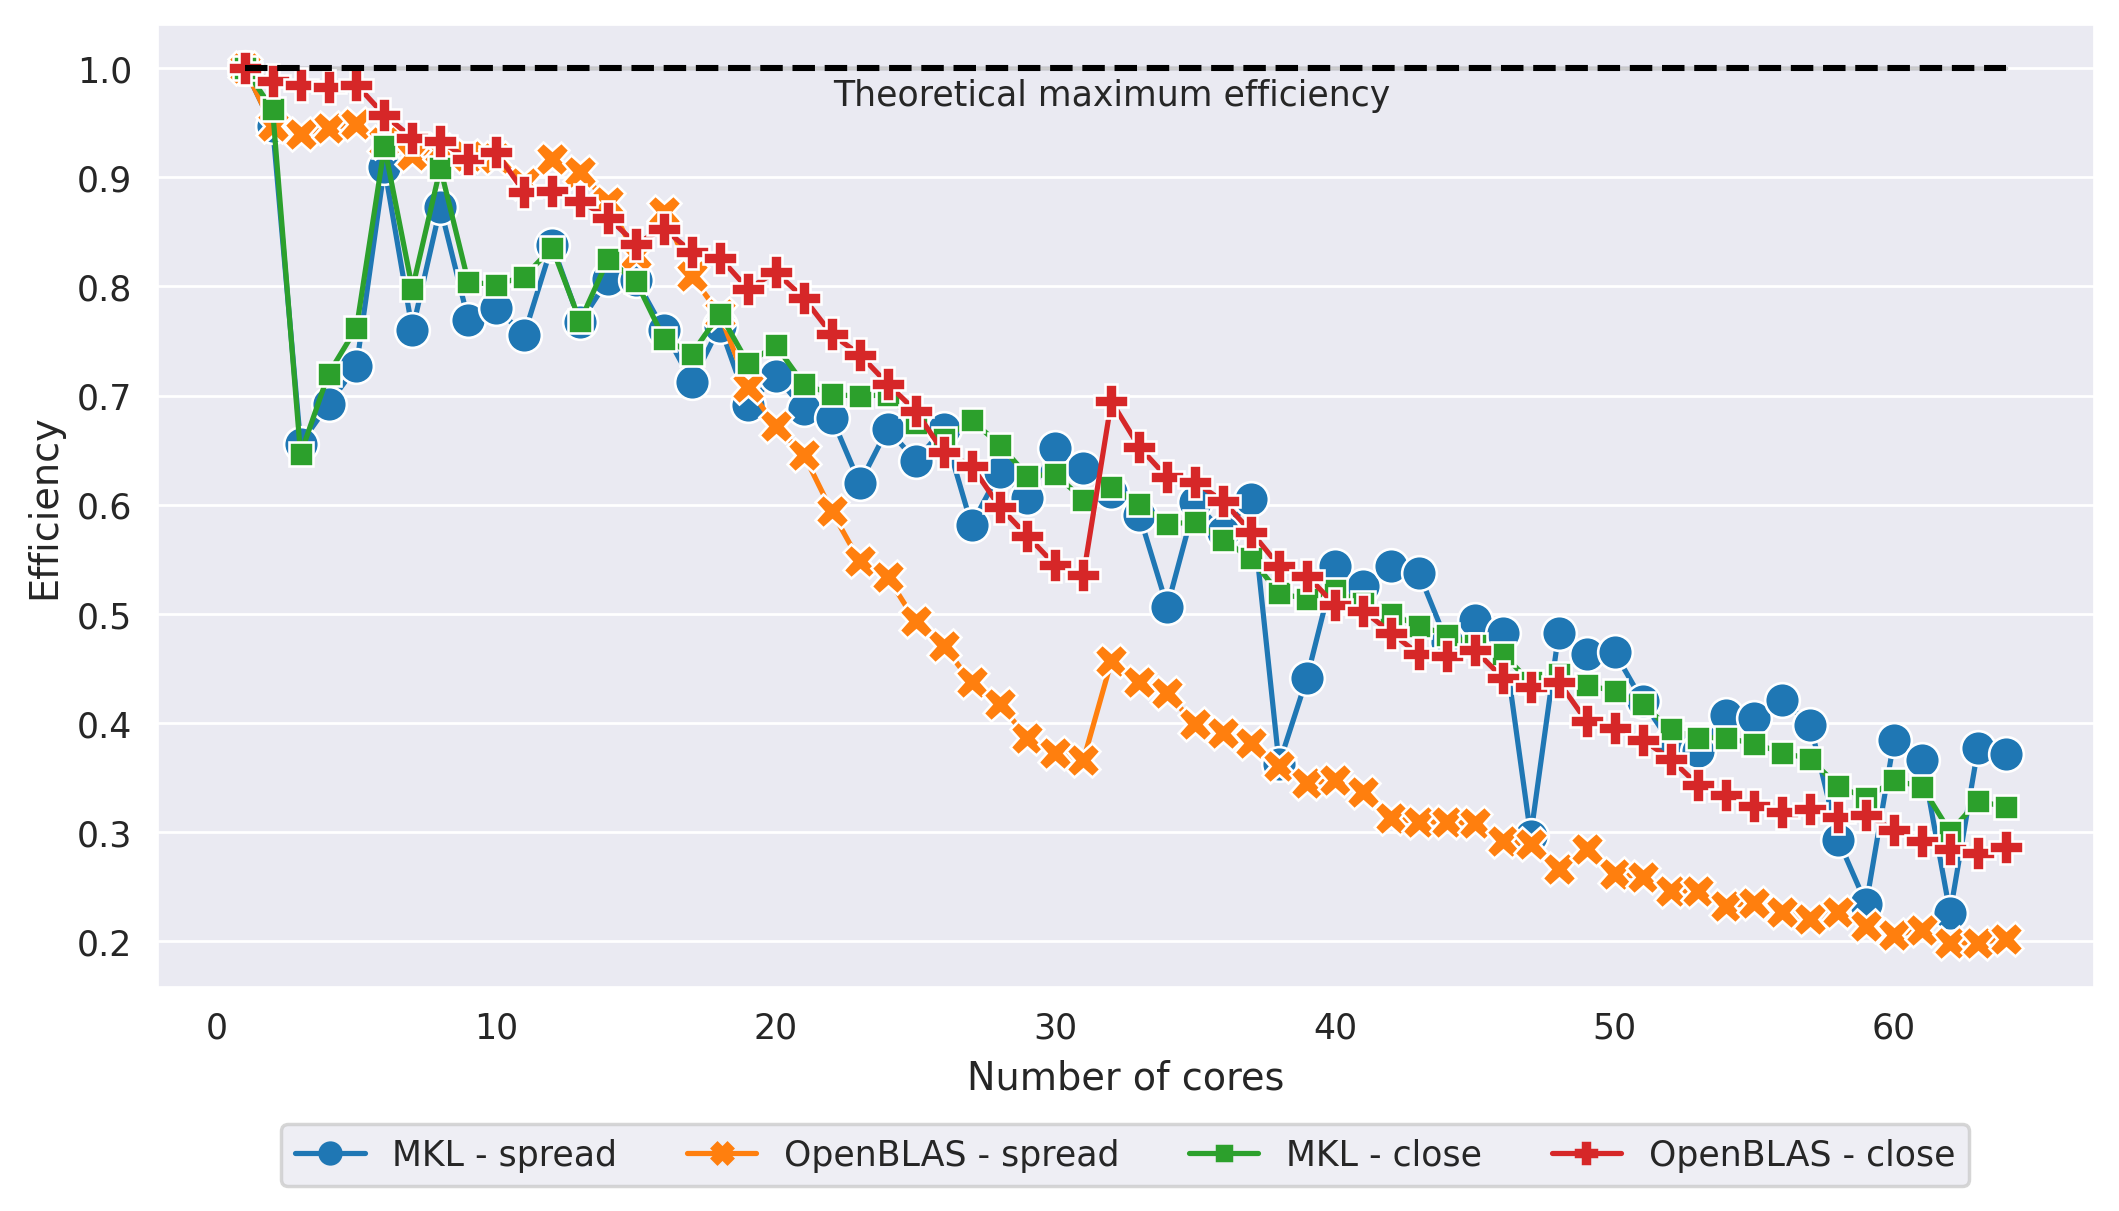 Theoretical maximum efficiency
Efficiency
1.0
0.9
0.8
0.7
0.6
0.5
0.4
0.3
0.2
0 10 20 30 40 50 60
Number of cores
MKL - spread OpenBLAS - spread MKL - close OpenBLAS - close